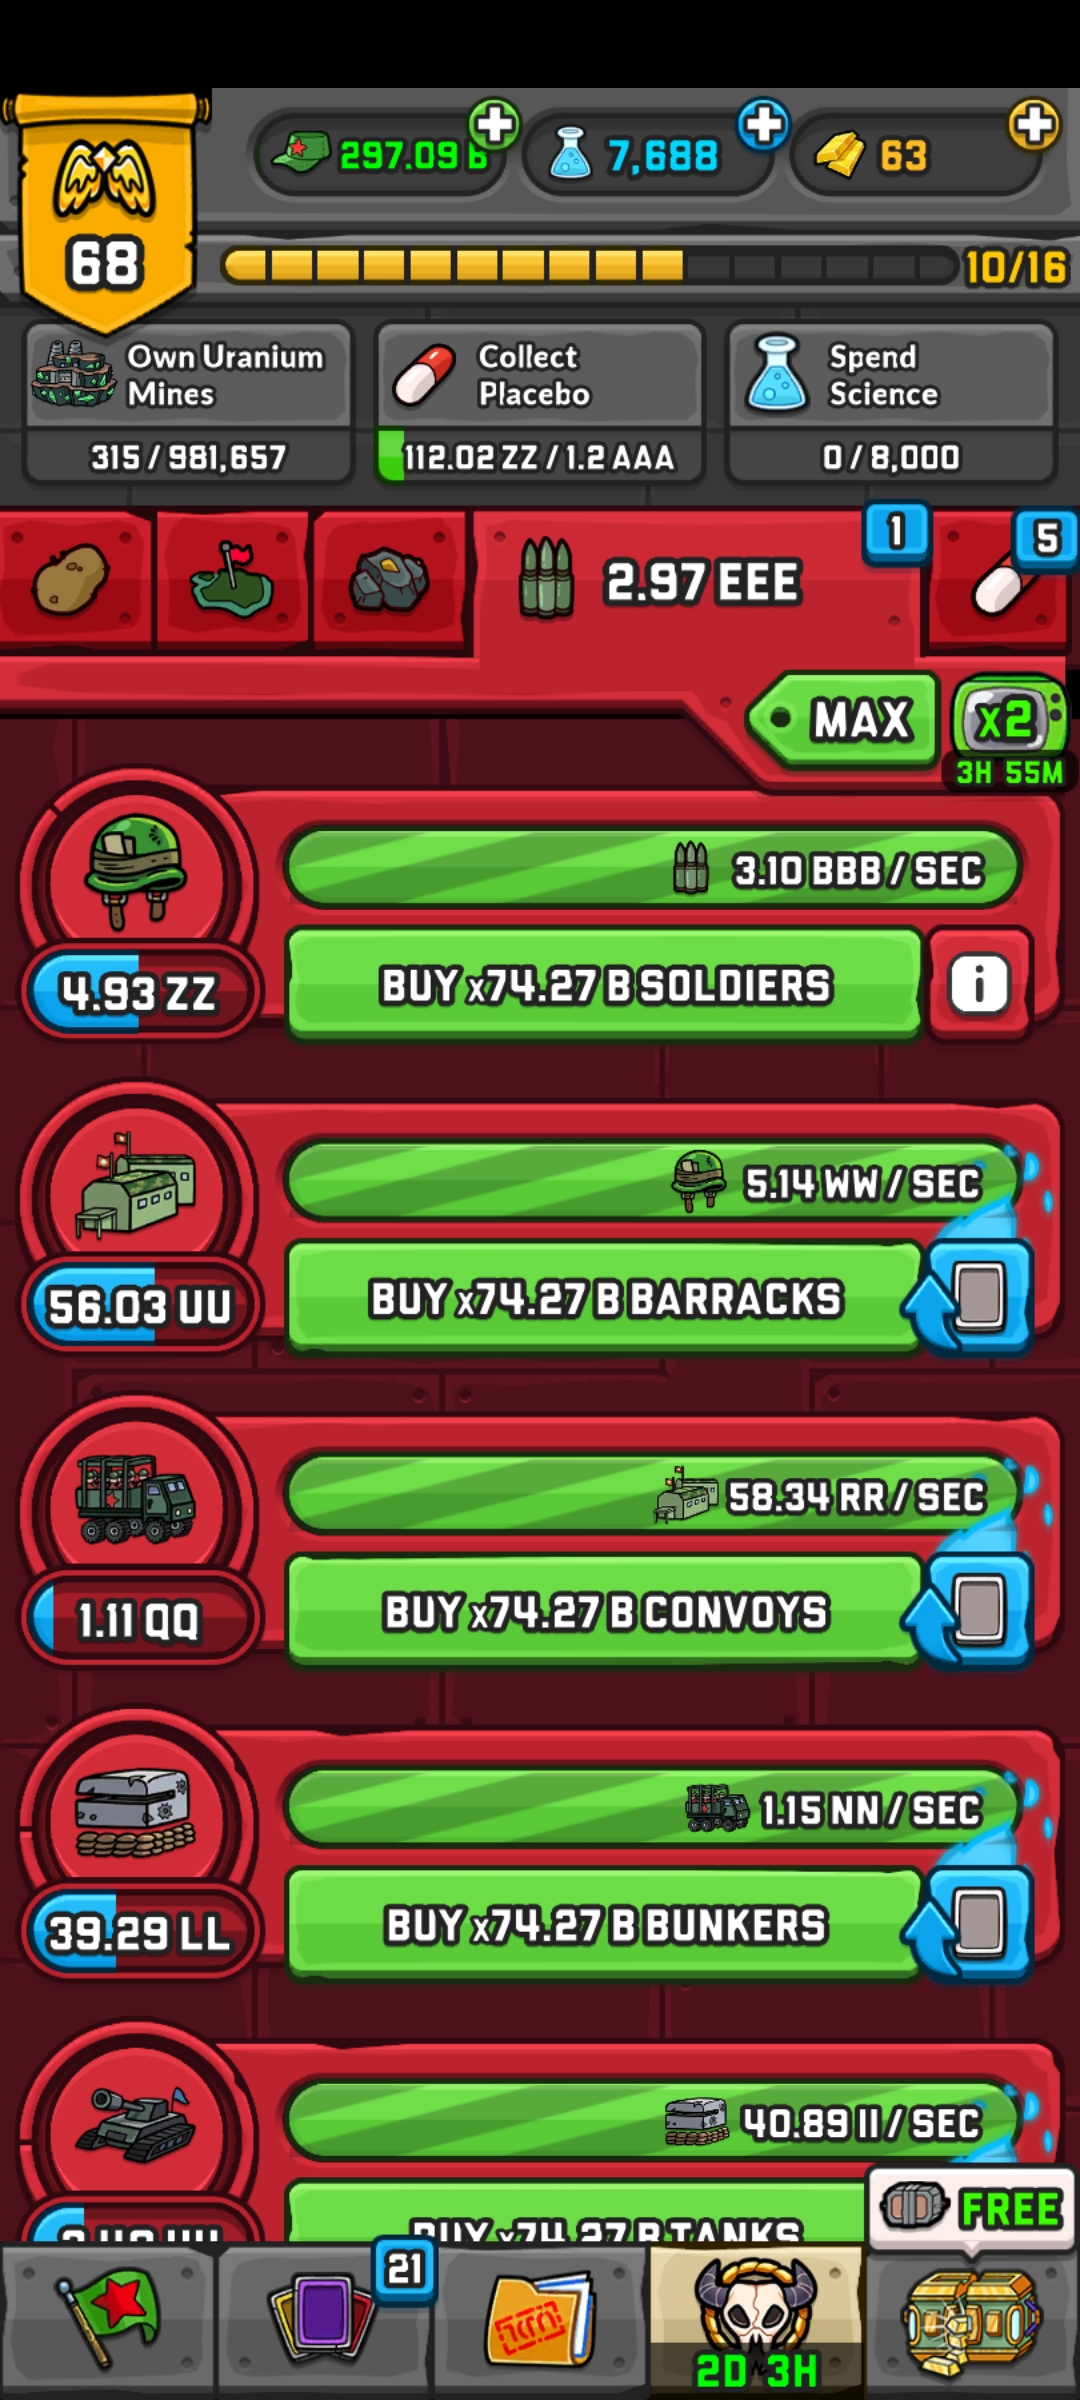 297.09 B
7,688
63
68
10/16
Own Uranium
Mines
315 / 981,657
Collect
Placebo
112.02 ZZ / 1.2 AAA
Spend
Science
0 / 8,000
2.97 EEE
1
5
MAX
x2
3H 55M
3.10 BBB / SEC
4.93 ZZ
BUY x74.27 B SOLDIERS
5.14 WW / SEC
56.03 UU
BUY x74.27 B BARRACKS
58.34 RR / SEC
1.11 QQ
BUY x74.27 B CONVOYS
1.15 NN / SEC
39.29 LL
BUY x74.27 B BUNKERS
40.89 II / SEC
BUY x74.27 B TANKS
FREE
21
2D 3H